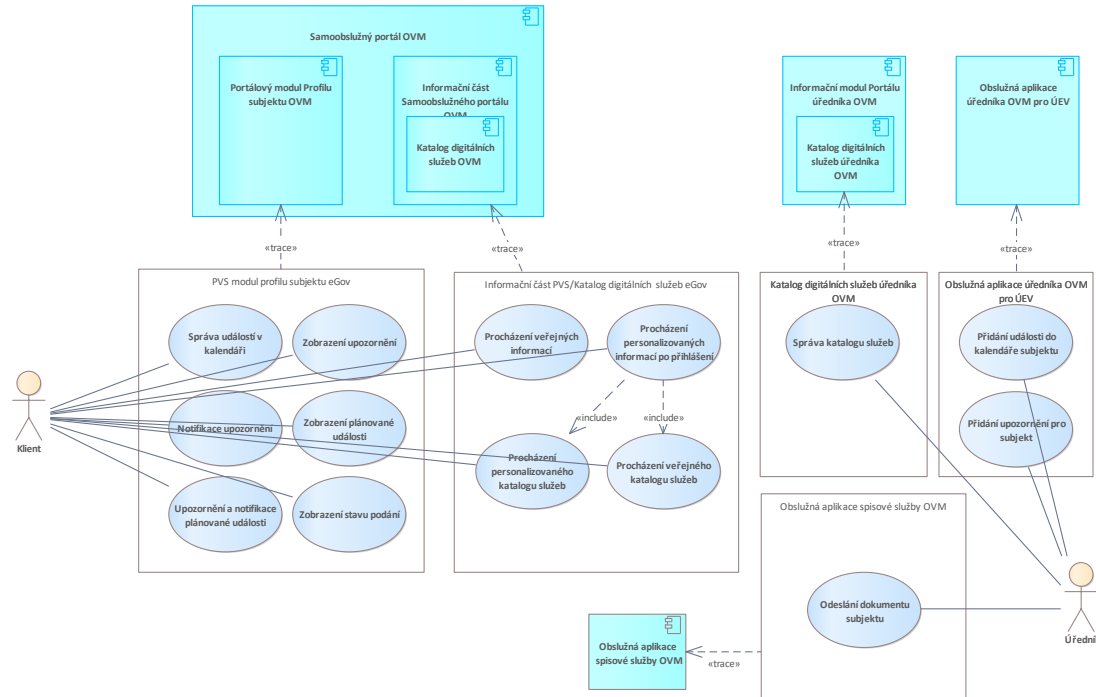 Samoobslužný portál OVM
Portálový modul Profilu
subjektu OVM
Informační část
Samoobslužného portálu
OVM
Katalog digitálních
služeb OVM
Informační modul Portálu
úředníka OVM
Katalog digitálních
služeb úředníka
OVM
Obslužná aplikace
úředníka OVM pro ÚEV
«trace»
«trace»
«trace»
«trace»
PVS modul profilu subjektu eGov
Správa událostí v
kalendáři
Zobrazení upozornění
Notifikace upozornění
Zobrazení plánované
události
Upozornění a notifikace
plánované události
Zobrazení stavu podání
Informační část PVS/Katalog digitálních služeb eGov
Procházení veřejných
informací
Procházení
personalizovaných
informací po přihlášení
«include»
«include»
Procházení
personalizovaného
katalogu služeb
Procházení veřejného
katalogu služeb
Katalog digitálních služeb úředníka
OVM
Správa katalogu služeb
Obslužná aplikace úředníka OVM
pro ÚEV
Přidání události do
kalendáře subjektu
Přidání upozornění pro
subjekt
Klient
Obslužná aplikace spisové služby OVM
Odeslání dokumentu
subjektu
Obslužná aplikace
spisové služby OVM
«trace»
Úřední